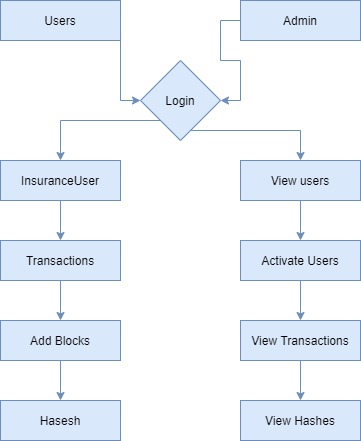 Users
Admin
Login
InsuranceUser
View users
Transactions
Activate Users
Add Blocks
View Transactions
Hasesh
View Hashes